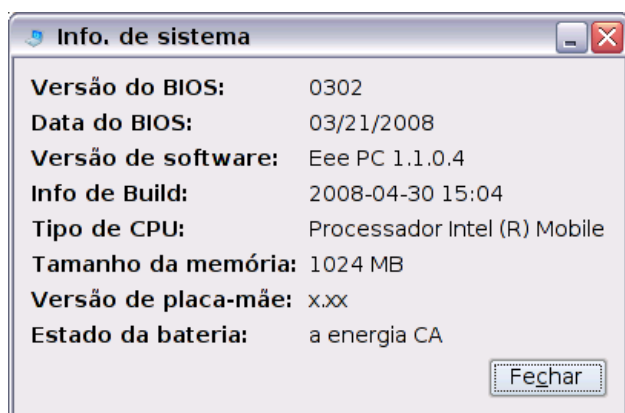 Info. de sistema
Versão do BIOS: 0302
Data do BIOS: 03/21/2008
Versão de software: Eee PC 1.1.0.4
Info de Build: 2008-04-30 15:04
Tipo de CPU: Processador Intel (R) Mobile
Tamanho da memória: 1024 MB
Versão de placa-mãe: x.xx
Estado da bateria: a energia CA
Fechar